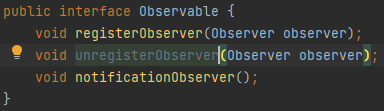 public interface Observable {
    void registerObserver(Observer observer);
    void unregisterObserver(Observer observer);
    void notificationObserver();
}